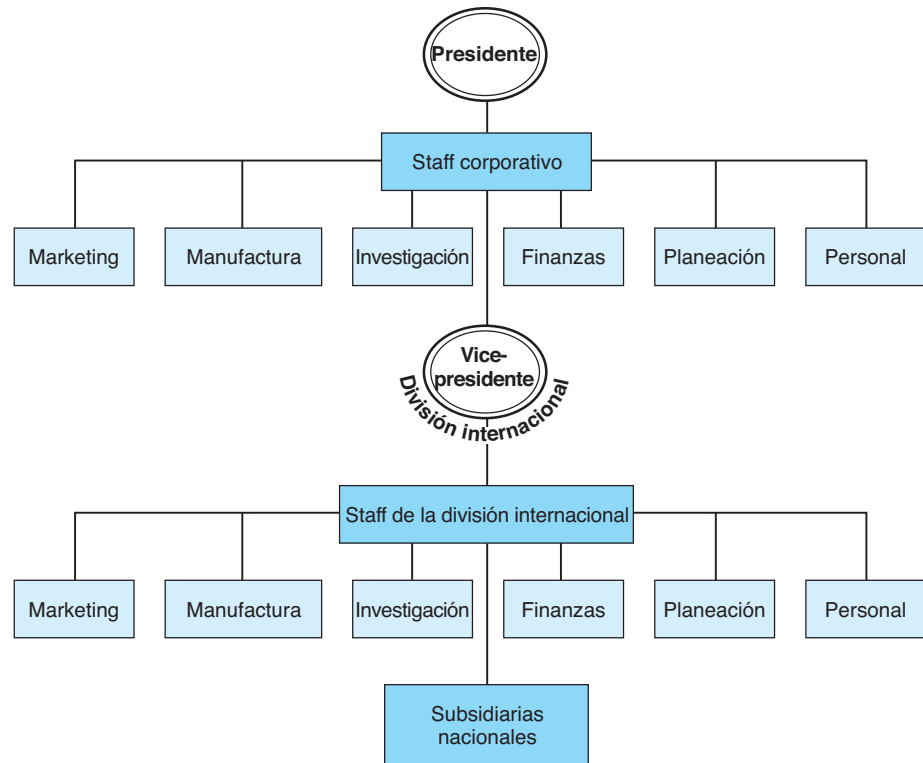 Presidente
Staff corporativo
Marketing
Manufactura
Investigación
Finanzas
Planeación
Personal
Vice-
presidente
División internacional
Staff de la división internacional
Marketing
Manufactura
Investigación
Finanzas
Planeación
Personal
Subsidiarias
nacionales